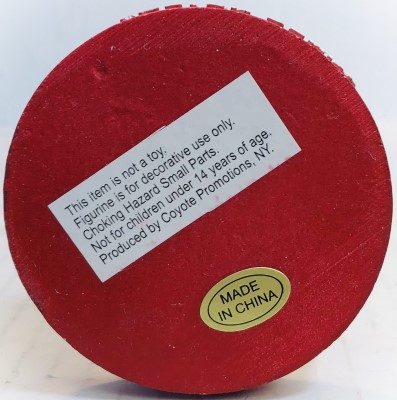 This item is not a toy.
Figurine is for decorative use only.
Choking Hazard Small Parts.
Not for children under 14 years of age.
Produced by Coyote Promotions, NY.
MADE
IN CHINA